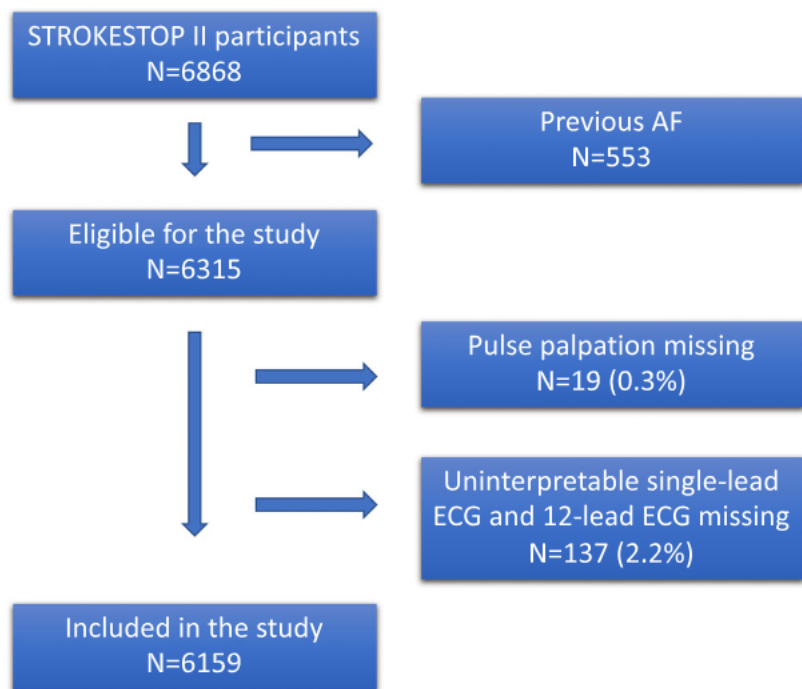 STROKESTOP II participants
N=6868
Previous AF
N=553
Eligible for the study
N=6315
Pulse palpation missing
N=19 (0.3%)
Uninterpretable single-lead
ECG and 12-lead ECG missing
N=137 (2.2%)
Included in the study
N=6159